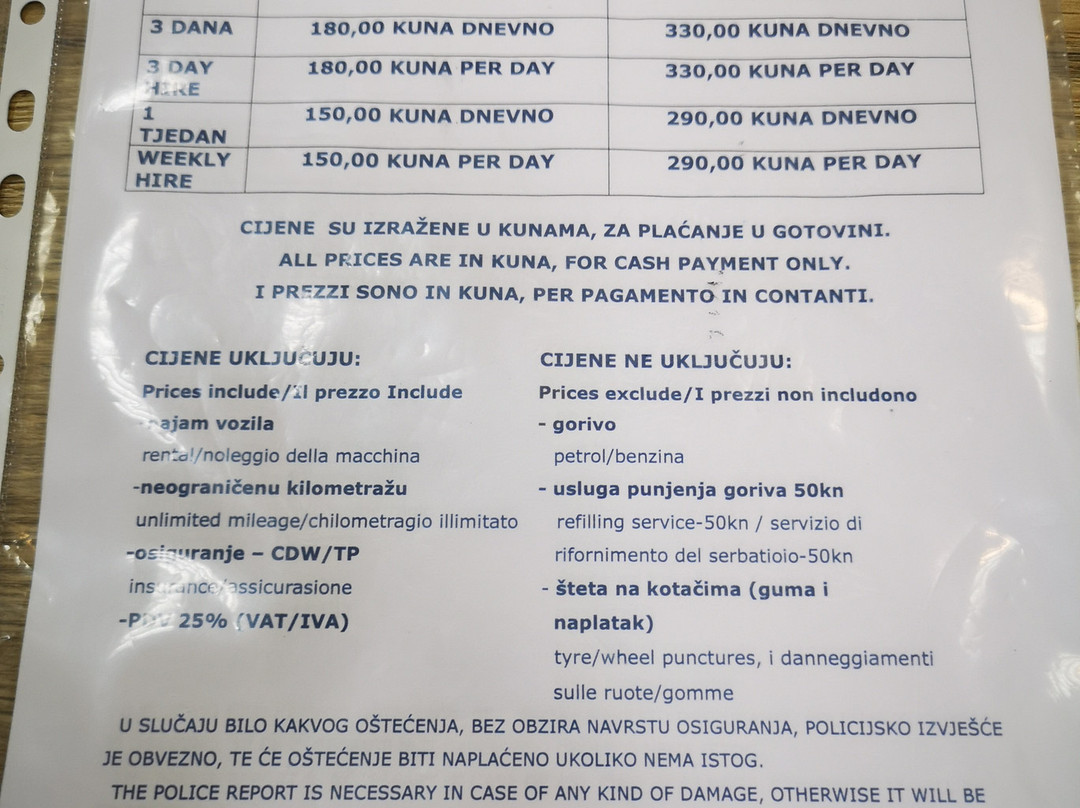 3 DANA 180,00 KUNA DNEVNO 330,00 KUNA DNEVNO
3 DAY HIRE 180,00 KUNA PER DAY 330,00 KUNA PER DAY
1 TJEDAN 150,00 KUNA DNEVNO 290,00 KUNA DNEVNO
WEEKLY HIRE 150,00 KUNA PER DAY 290,00 KUNA PER DAY
CIJENE SU IZRAŽENE U KUNAMA, ZA PLAĆANJE U GOTOVINI.
ALL PRICES ARE IN KUNA, FOR CASH PAYMENT ONLY.
I PREZZI SONO IN KUNA, PER PAGAMENTO IN CONTANTI.
CIJENE UKLJUČUJU:
Prices include/Il prezzo Include
-najam vozila
rental/noleggio della macchina
-neograničenu kilometražu
unlimited mileage/chilometragio illimitato
-osiguranje – CDW/TP
insurance/assicurasione
-PDV 25% (VAT/IVA)
CIJENE NE UKLJUČUJU:
Prices exclude/I prezzi non includono
- gorivo
petrol/benzina
- usluga punjenja goriva 50kn
refilling service-50kn / servizio di
rifornimento del serbatioio-50kn
- šteta na kotačima (guma i
naplatak)
tyre/wheel punctures, i danneggiamenti
sulle ruote/gomme
U SLUČAJU BILO KAKVOG OŠTEĆENJA, BEZ OBZIRA NAVRSTU OSIGURANJA, POLICIJSKO IZVJEŠĆE
JE OBVEZNO, TE ĆE OŠTEĆENJE BITI NAPLAĆENO UKOLIKO NEMA ISTOG.
THE POLICE REPORT IS NECESSARY IN CASE OF ANY KIND OF DAMAGE, OTHERWISE IT WILL BE